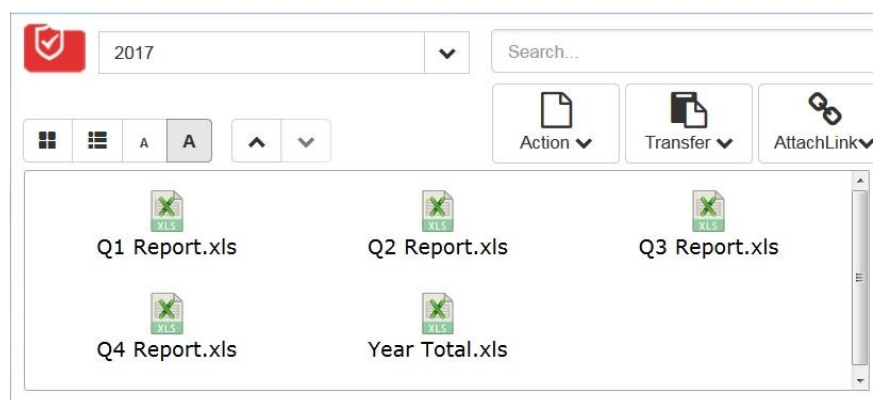 2017
Search...
A
A
Action
Transfer
AttachLink
XLS
XLS
XLS
Q1 Report.xls
Q2 Report.xls
Q3 Report.xls
XLS
XLS
Q4 Report.xls
Year Total.xls